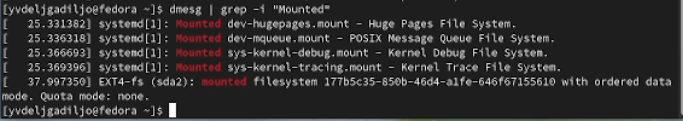 [yvdeljgadiljo@fedora ~]$ dmesg | grep -i "Mounted"
[   25.331382] systemd[1]: Mounted dev-hugepages.mount - Huge Pages File System.
[   25.336318] systemd[1]: Mounted dev-mqueue.mount - POSIX Message Queue File System.
[   25.366693] systemd[1]: Mounted sys-kernel-debug.mount - Kernel Debug File System.
[   25.369396] systemd[1]: Mounted sys-kernel-tracing.mount - Kernel Trace File System.
[   37.997350] EXT4-fs (sda2): mounted filesystem 177b5c35-850b-46d4-a1fe-646f67155610 with ordered data
mode. Quota mode: none.
[yvdeljgadiljo@fedora ~]$